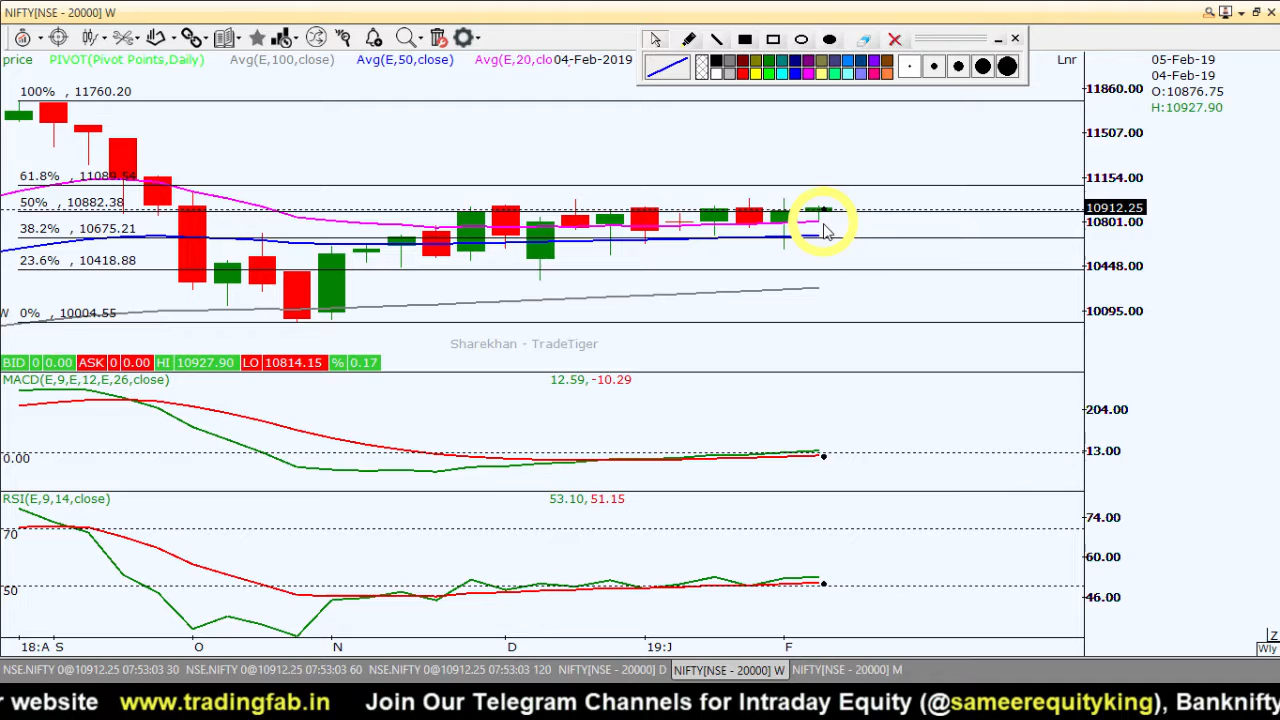 NIFTY[NSE - 20000] W
price PIVOT(Pivot Points,Daily) Avg(E,100,close) Avg(E,50,close) Avg(E,20,clo 04-Feb-2019
Lnr
05-Feb-19
04-Feb-19
O:10876.75
H:10927.90
100% , 11760.20
61.8% , 11089.54
50% , 10882.38
38.2% , 10675.21
23.6% , 10418.88
W 0% , 10004.55
11860.00
11507.00
11154.00
10912.25
10801.00
10448.00
10095.00
Sharekhan - TradeTiger
BID 0 0.00 ASK 0 0.00 HI 10927.90 LO 10814.15 % 0.17
MACD(E,9,E,12,E,26,close) 12.59, -10.29
204.00
0.00
13.00
RSI(E,9,14,close) 53.10, 51.15
74.00
70
60.00
50
46.00
18:A S O N D 19:J F
Z
Wly
NSE.NIFTY 0@10912.25 07:53:03 30 NSE.NIFTY 0@10912.25 07:53:03 60 NSE.NIFTY 0@10912.25 07:53:03 120 NIFTY[NSE - 20000] D NIFTY[NSE - 20000] W NIFTY[NSE - 20000] M
r website www.tradingfab.in Join Our Telegram Channels for Intraday Equity (@sameerequityking), Banknifty